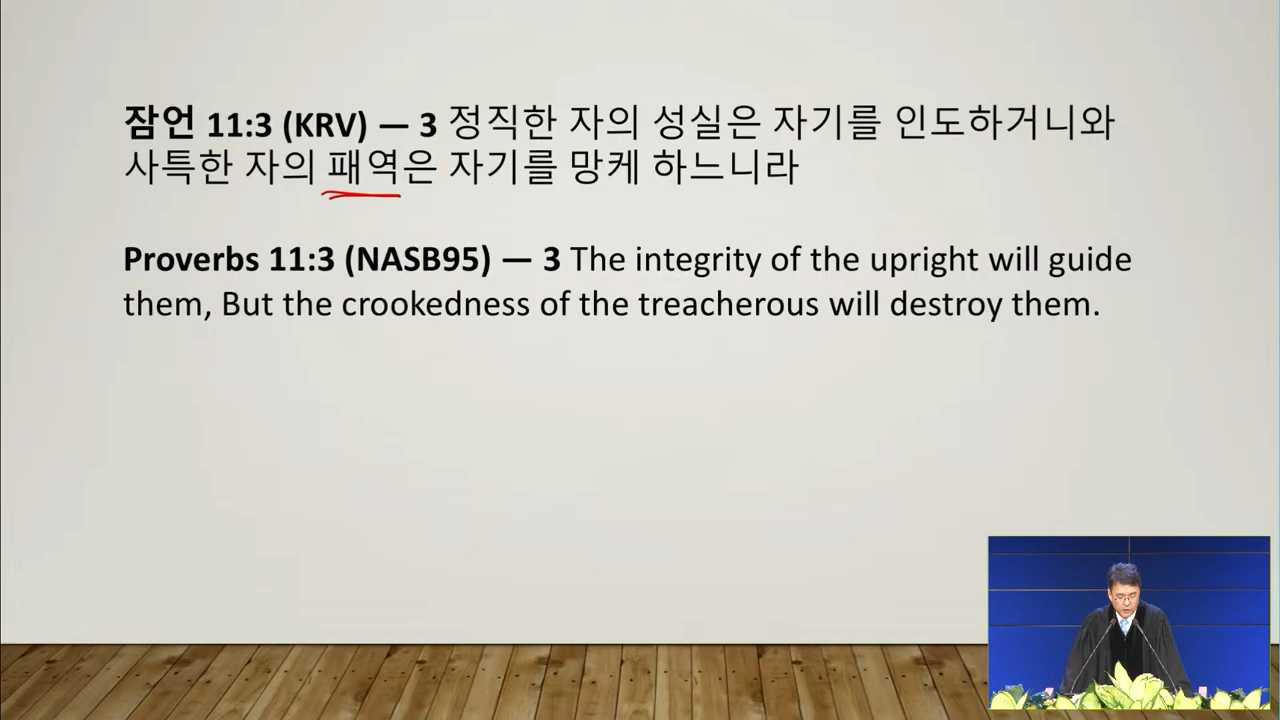 잠언 11:3 (KRV) — 3 정직한 자의 성실은 자기를 인도하거니와
사특한 자의 패역은 자기를 망케 하느니라
Proverbs 11:3 (NASB95) — 3 The integrity of the upright will guide
them, But the crookedness of the treacherous will destroy them.